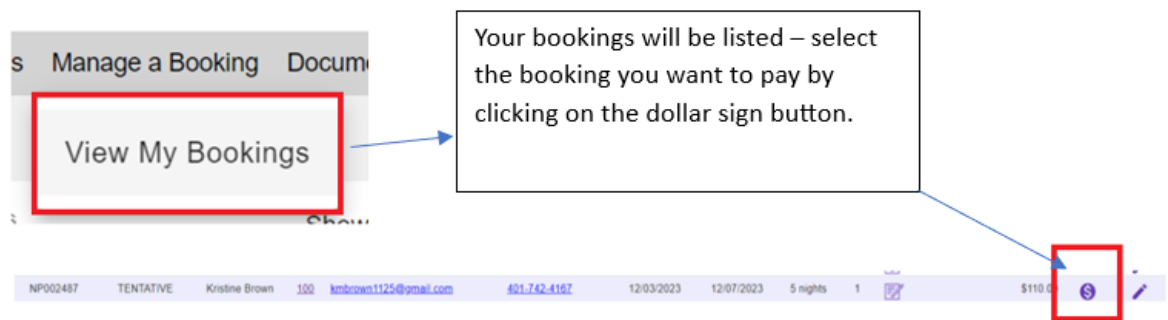 Your bookings will be listed – select
the booking you want to pay by
clicking on the dollar sign button.
s Manage a Booking Docum
View My Bookings
Show
NP002487 TENTATIVE Kristine Brown 100 kmbrown1125@gmail.com 401-742-4167 12/03/2023 12/07/2023 5 nights 1 $110.00